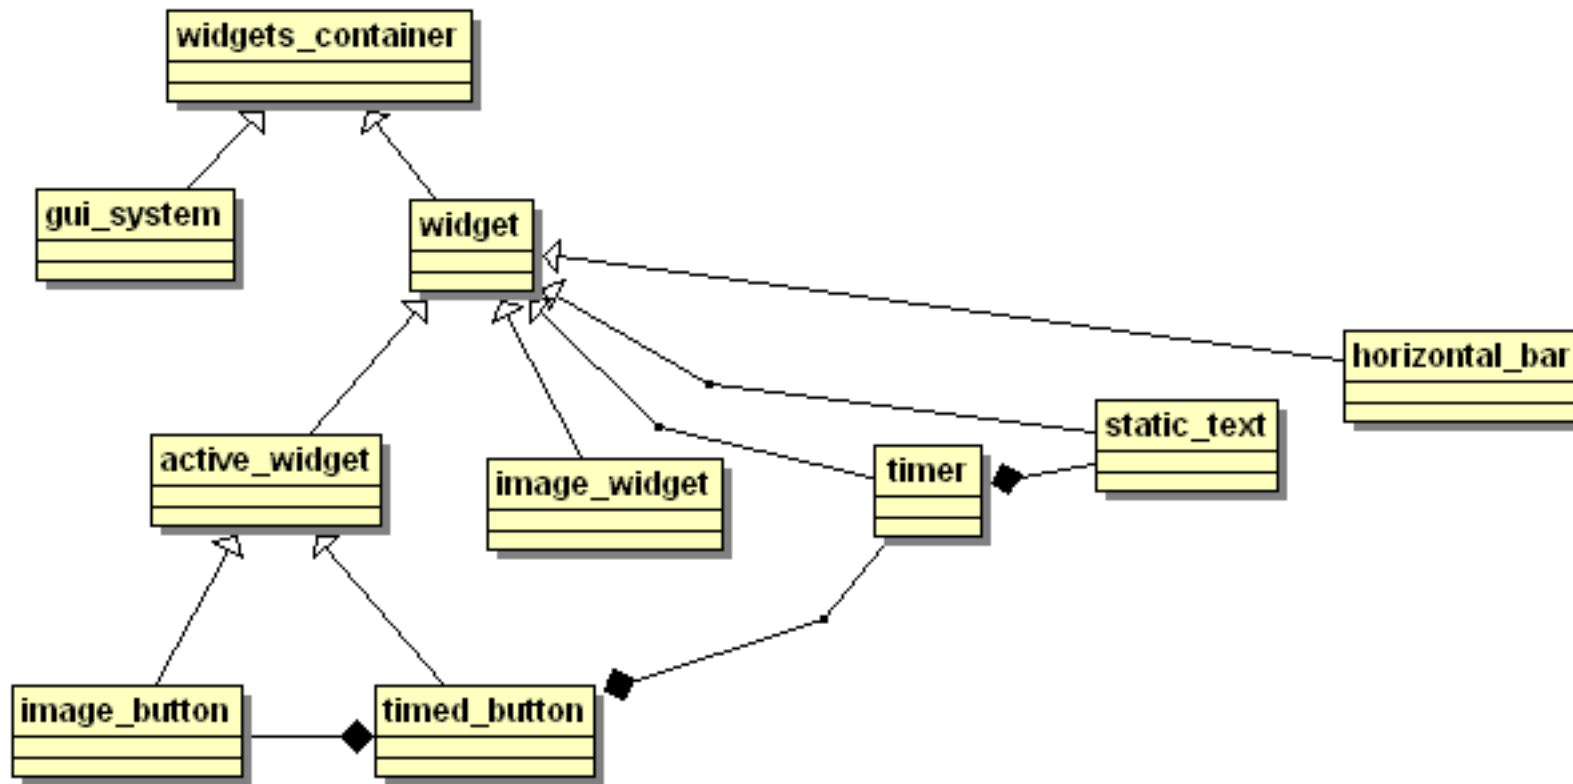 widgets_container
gui_system
widget
horizontal_bar
static_text
active_widget
timer
image_widget
image_button
timed_button